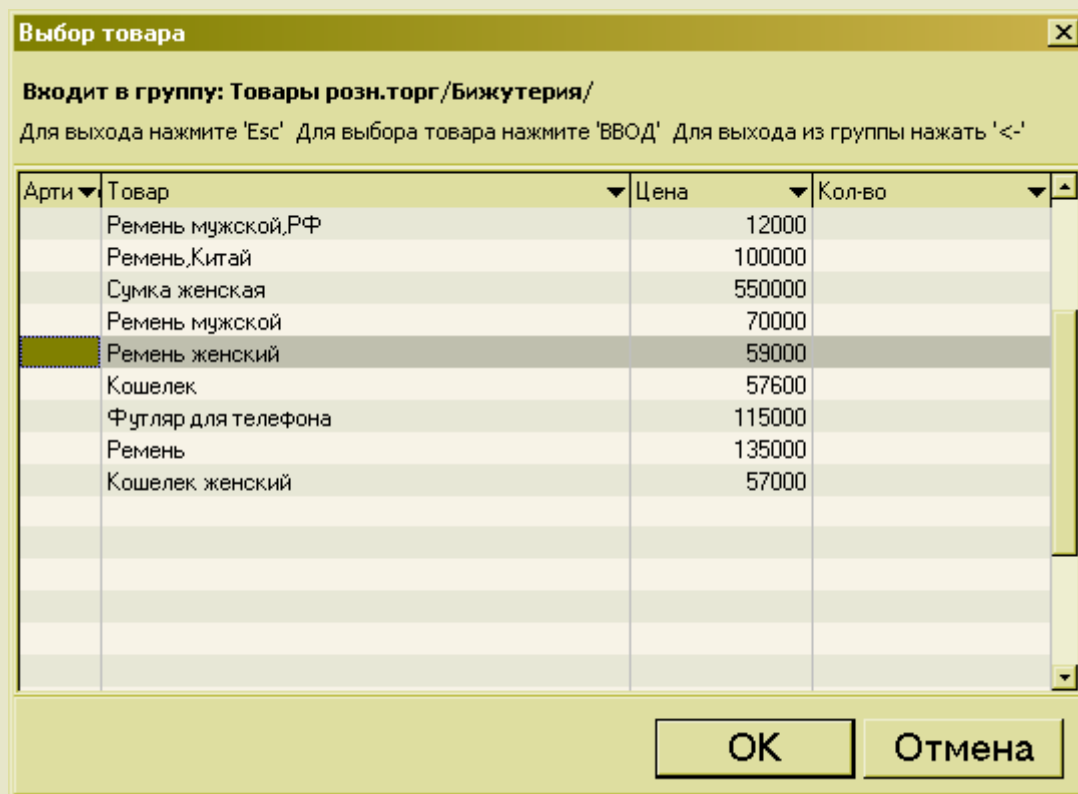 Выбор товара
Входит в группу: Товары розн.торг/Бижутерия/
Для выхода нажмите 'Esc' Для выбора товара нажмите 'ВВОД' Для выхода из группы нажать '<-'
Арти Товар Цена Кол-во
Ремень мужской,РФ 12000
Ремень,Китай 100000
Сумка женская 550000
Ремень мужской 70000
Ремень женский 59000
Кошелек 57600
Футляр для телефона 115000
Ремень 135000
Кошелек женский 57000
OK Отмена